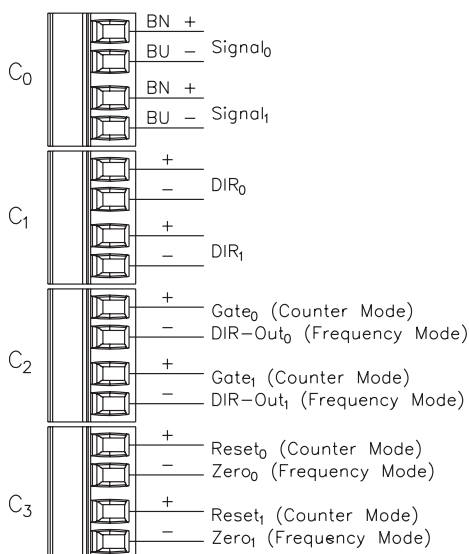 BN +
BU − Signal₀
BN +
BU − Signal₁
C₀
+
− DIR₀
+
− DIR₁
C₁
+
Gate₀ (Counter Mode)
− DIR−Out₀ (Frequency Mode)
+
Gate₁ (Counter Mode)
− DIR−Out₁ (Frequency Mode)
C₂
+
Reset₀ (Counter Mode)
− Zero₀ (Frequency Mode)
+
Reset₁ (Counter Mode)
− Zero₁ (Frequency Mode)
C₃